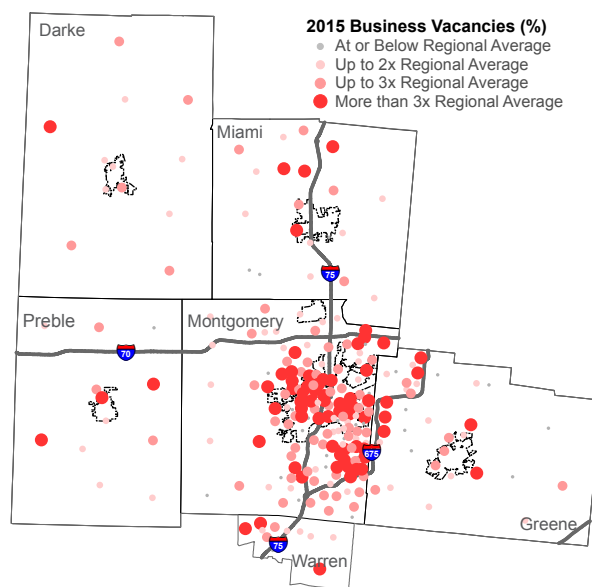 2015 Business Vacancies (%)
At or Below Regional Average
Up to 2x Regional Average
Up to 3x Regional Average
More than 3x Regional Average
Darke
Miami
75
Preble
Montgomery
70
675
Greene
75
Warren